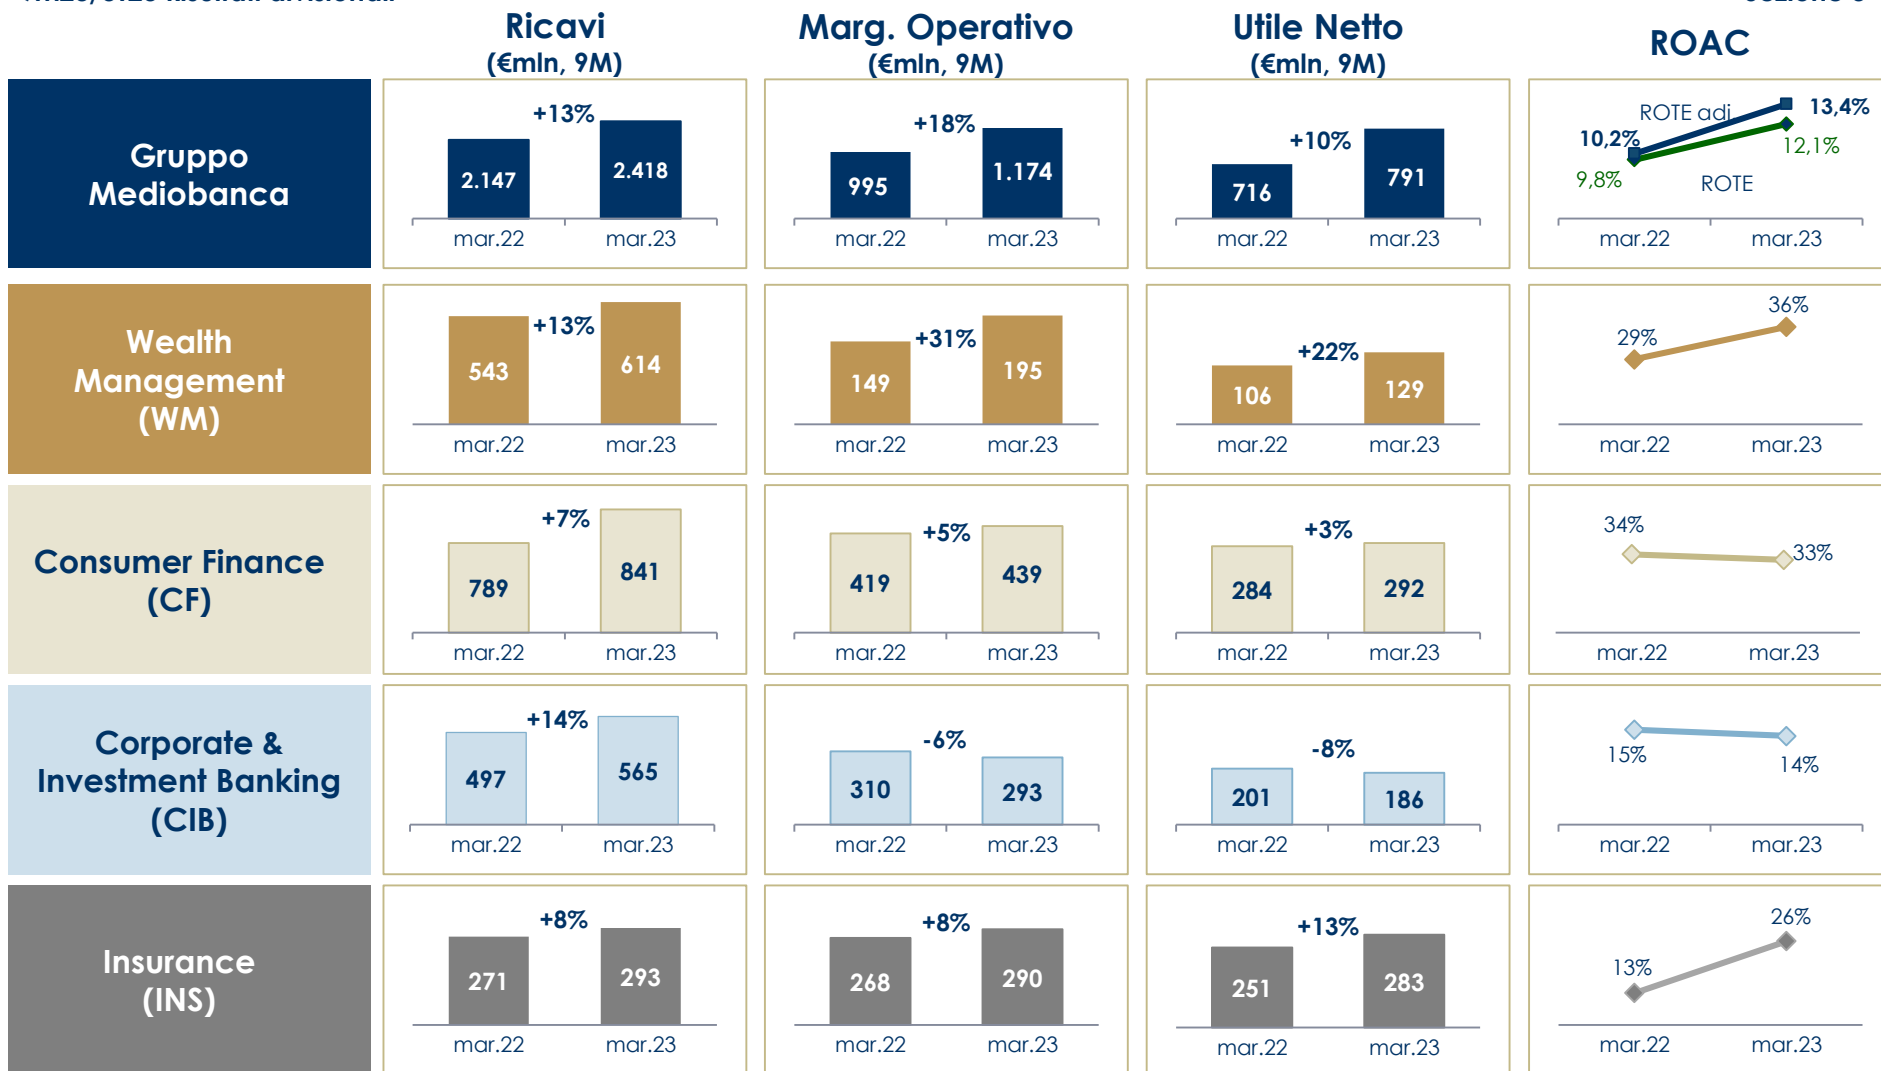 Ricavi
(€mln, 9M)
Marg. Operativo
(€mln, 9M)
Utile Netto
(€mln, 9M)
ROAC
Gruppo
Mediobanca
+13%
2.147
2.418
mar.22
mar.23
+18%
995
1.174
mar.22
mar.23
+10%
716
791
mar.22
mar.23
ROTE adj
13,4%
10,2%
12,1%
9,8%
ROTE
mar.22
mar.23
Wealth
Management
(WM)
+13%
543
614
mar.22
mar.23
+31%
149
195
mar.22
mar.23
+22%
106
129
mar.22
mar.23
36%
29%
mar.22
mar.23
Consumer Finance
(CF)
+7%
789
841
mar.22
mar.23
+5%
419
439
mar.22
mar.23
+3%
284
292
mar.22
mar.23
34%
33%
mar.22
mar.23
Corporate &
Investment Banking
(CIB)
+14%
497
565
mar.22
mar.23
-6%
310
293
mar.22
mar.23
-8%
201
186
mar.22
mar.23
15%
14%
mar.22
mar.23
Insurance
(INS)
+8%
271
293
mar.22
mar.23
+8%
268
290
mar.22
mar.23
+13%
251
283
mar.22
mar.23
26%
13%
mar.22
mar.23